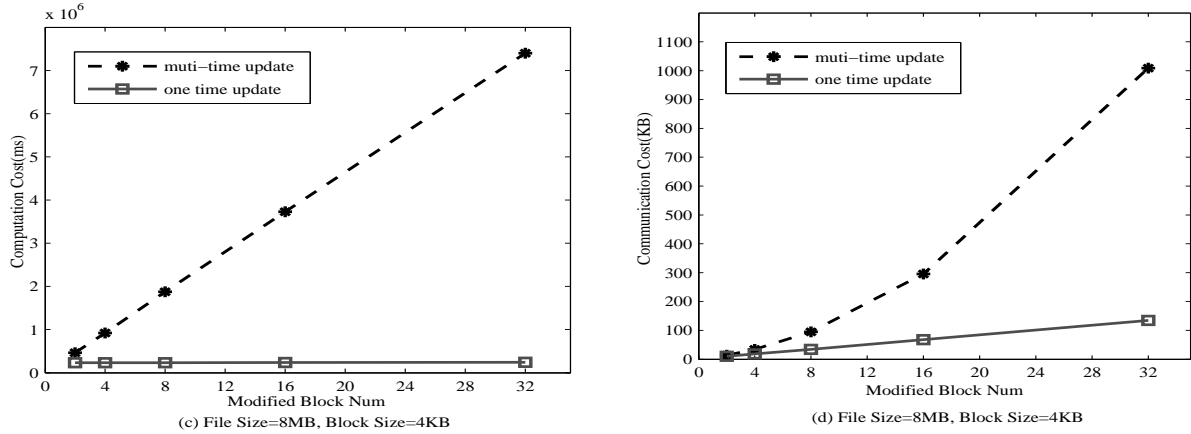 x 10⁶
7
6
5
4
3
2
1
0
Computation Cost(ms)
muti−time update
one time update
0 4 8 12 16 20 24 28 32
Modified Block Num
(c) File Size=8MB, Block Size=4KB
1100
1000
900
800
700
600
500
400
300
200
100
0
Communication Cost(KB)
muti−time update
one time update
0 4 8 12 16 20 24 28 32
Modified Block Num
(d) File Size=8MB, Block Size=4KB